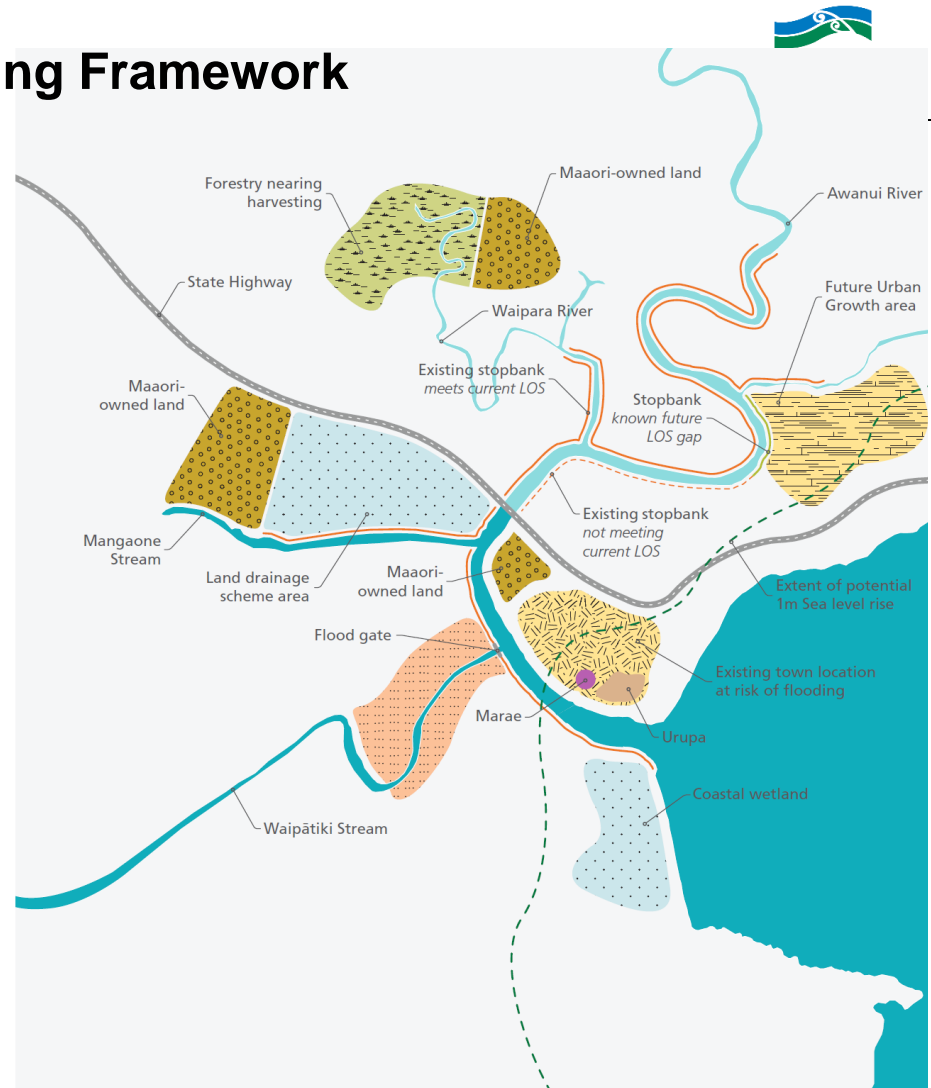 ng Framework
Forestry nearing
harvesting
Maaori-owned land
Awanui River
State Highway
Future Urban
Growth area
Waipara River
Existing stopbank
meets current LOS
Maaori-
owned land
Stopbank
known future
LOS gap
Existing stopbank
not meeting
current LOS
Mangaone
Stream
Land drainage
scheme area
Maaori-
owned land
Extent of potential
1m Sea level rise
Flood gate
Existing town location
at risk of flooding
Marae
Urupa
Coastal wetland
Waipātiki Stream